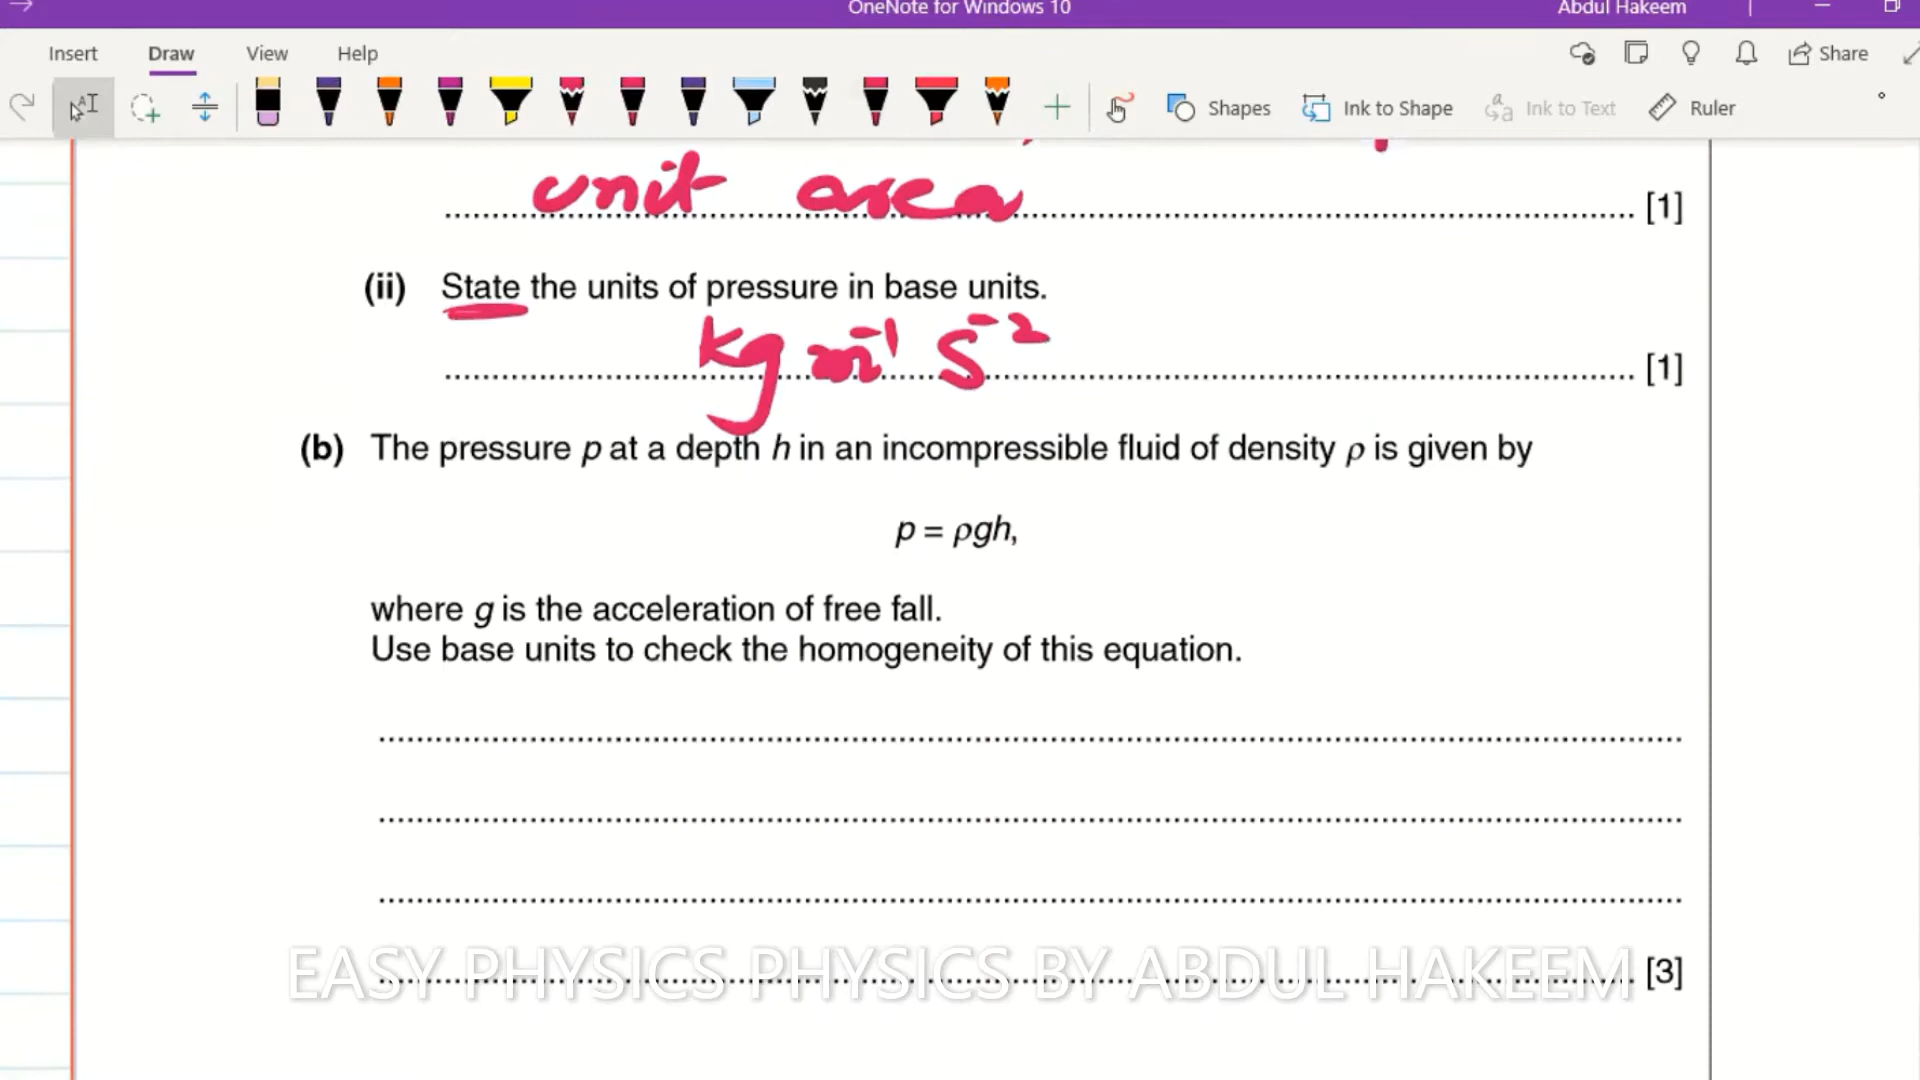 OneNote for Windows 10
Abdul Hakeem
Insert Draw View Help
Share
Shapes Ink to Shape Ink to Text Ruler
unit area
[1]
(ii) State the units of pressure in base units.
kg m⁻¹ s⁻²
[1]
(b) The pressure p at a depth h in an incompressible fluid of density ρ is given by
p = ρgh,
where g is the acceleration of free fall.
Use base units to check the homogeneity of this equation.
EASY PHYSICS PHYSICS BY ABDUL HAKEEM
[3]